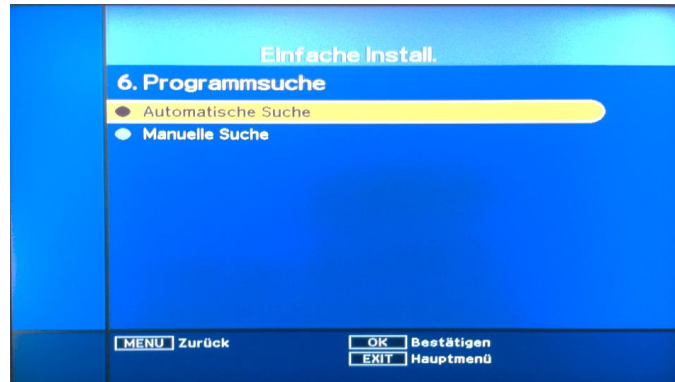 Einfache Install.
6. Programmsuche
Automatische Suche
Manuelle Suche
MENU Zurück OK Bestätigen
EXIT Hauptmenü